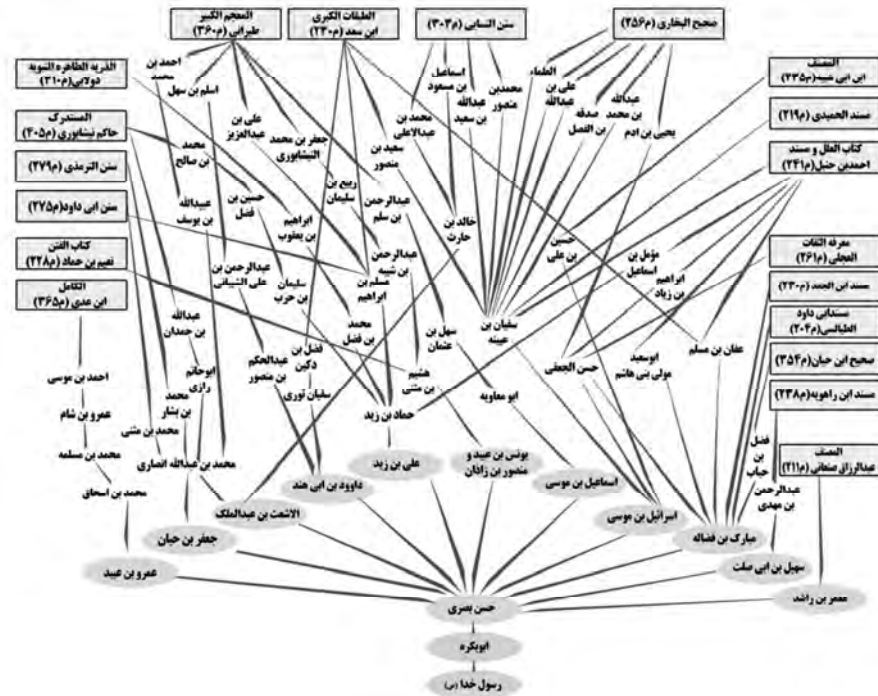 صحیح البخاری (م۲۵۶)
سنن النسایی (م۳۰۳)
الطبقات الکبری
ابن سعد (م۲۳۰)
المعجم الکبیر
طبرانی (م۳۶۰)
المصنف
ابن ابی شیبه (م۲۳۵)
مسند الحمیدی (م۲۱۹)
کتاب العلل و مسند
احمدبن حنبل (م۲۴۱)
معرفه الثقات
العجلی (م۲۶۱)
مسند ابن الجعد (م۲۳۰)
مسندابی داود
الطیالسی (م۲۰۴)
صحیح ابن حبان (م۳۵۴)
مسند ابن راهویه (م۲۳۸)
المصنف
عبدالرزاق صنعانی (م۲۱۱)
الذریه الطاهره النبویه
دولابی (م۳۱۰)
المستدرک
حاکم نیشابوری (م۴۰۵)
سنن الترمذی (م۲۷۹)
سنن ابی داود (م۲۷۵)
کتاب الفتن
نعیم بن حماد (م۲۲۸)
الکامل
ابن عدی (م۳۶۵)
العلماء
علی بن
عبدالله
صدقه
بن الفضل
عبدالله
بن محمد
یحیی بن ادم
محمدبن
منصور
عبدالله
بن سعید
اسماعیل
بن مسعود
محمد بن
عبدالاعلی
سعید بن
منصور
احمد بن
محمد
اسلم بن سهل
علی بن
عبدالعزیز
جعفر بن محمد
النیشابوری
ربیع بن
سلیمان
عبدالرحمن
بن سلم
خالد بن
حارث
محمد
بن صالح
عبیدالله
بن یوسف
حسین بن
فضل
ابراهیم
بن یعقوب
عبدالرحمن
بن شیبه
مسلم بن
ابراهیم
عبدالرحمن بن
علی الشیبانی
سلیمان
بن حرب
محمد
بن فضل
سهل بن
عثمان
سفیان بن
عیینه
حسین
بن علی
مؤمل بن
اسماعیل
ابراهیم
بن زیاد
عفان بن مسلم
عبدالله
بن حمدان
ابوحاتم
رازی
عبدالحکم
بن منصور
فضل بن
دکین
سفیان ثوری
هشیم
بن مثنی
ابو معاویه
حسن الجعفی
ابوسعید
مولی بنی هاشم
احمد بن موسی
عمرو بن شام
محمد بن مسلمه
محمد بن اسحاق
محمد
بن بشار
محمد بن مثنی
محمد بن عبدالله انصاری
حماد بن زید
فضل
بن
حباب
عبدالرحمن
بن مهدی
عمرو بن عبید
جعفر بن حیان
الاشعث بن عبدالملک
داوود بن ابی هند
علی بن زید
یونس بن عبید و
منصور بن زاذان
اسماعیل بن موسی
اسرائیل بن موسی
مبارک بن فضاله
سهیل بن ابی صلت
معمر بن راشد
حسن بصری
ابوبکره
رسول خدا (ص)